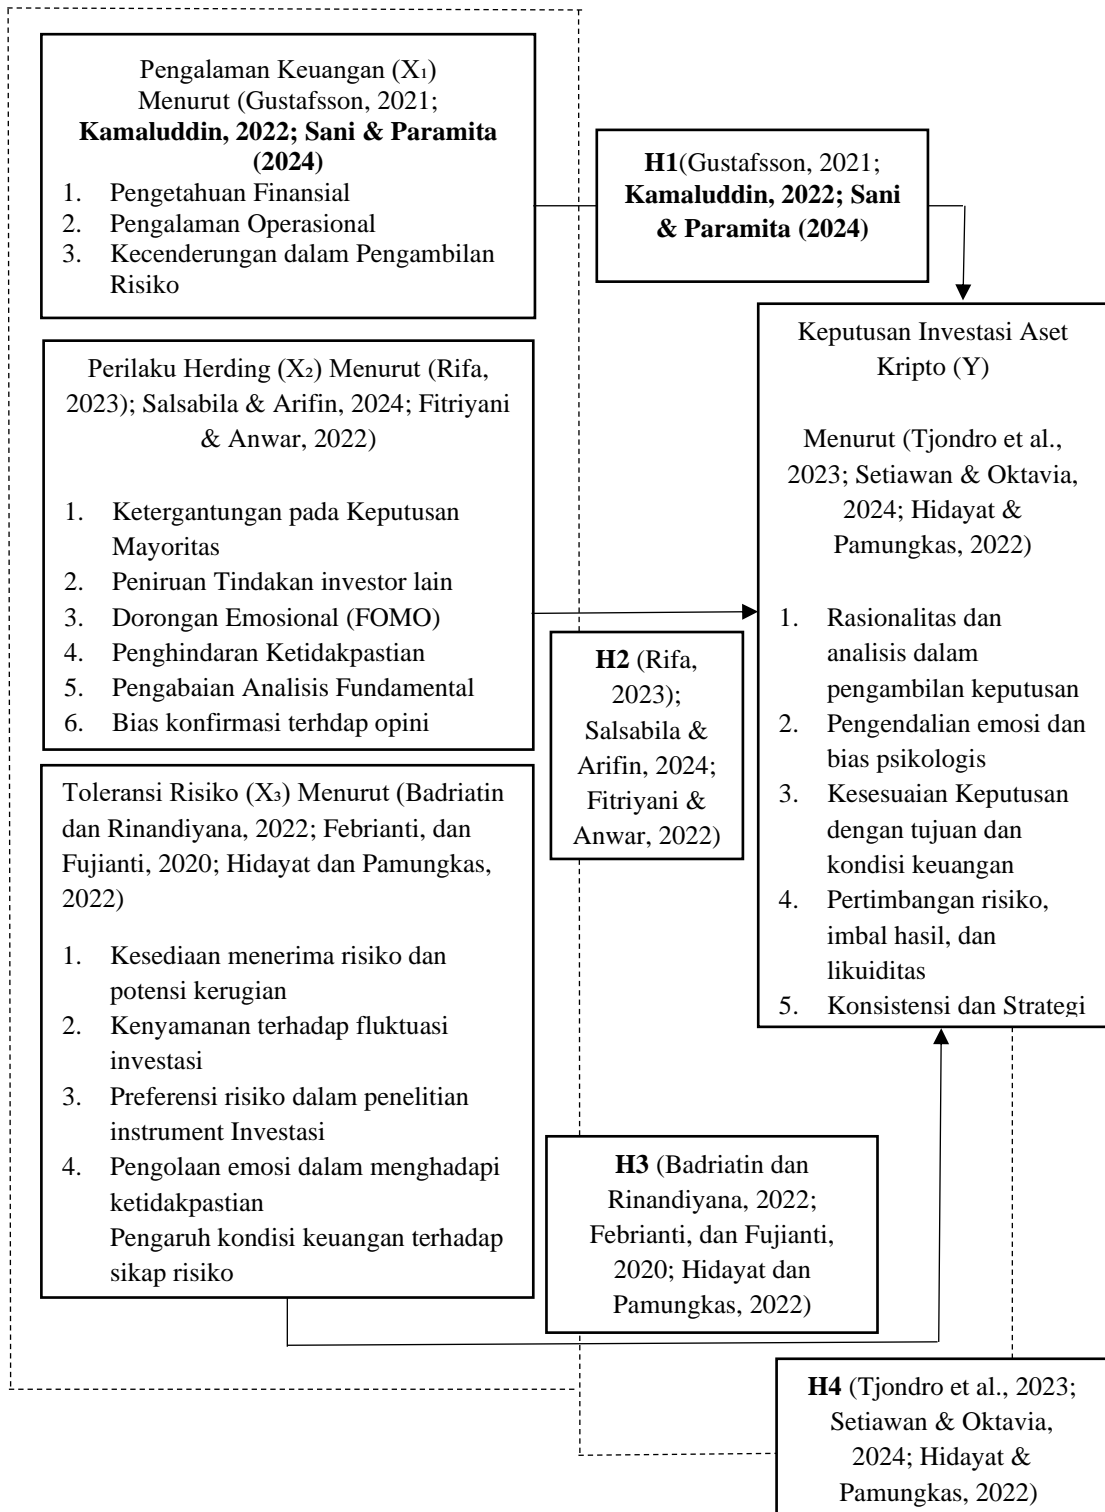 Pengalaman Keuangan (X₁)
Menurut (Gustafsson, 2021;
Kamaluddin, 2022; Sani & Paramita
(2024)
1. Pengetahuan Finansial
2. Pengalaman Operasional
3. Kecenderungan dalam Pengambilan
Risiko
H1(Gustafsson, 2021;
Kamaluddin, 2022; Sani
& Paramita (2024)
Perilaku Herding (X₂) Menurut (Rifa,
2023); Salsabila & Arifin, 2024; Fitriyani
& Anwar, 2022)
1. Ketergantungan pada Keputusan
Mayoritas
2. Peniruan Tindakan investor lain
3. Dorongan Emosional (FOMO)
4. Penghindaran Ketidakpastian
5. Pengabaian Analisis Fundamental
6. Bias konfirmasi terhdap opini
H2 (Rifa,
2023);
Salsabila &
Arifin, 2024;
Fitriyani &
Anwar, 2022)
Toleransi Risiko (X₃) Menurut (Badriatin
dan Rinandiyana, 2022; Febrianti, dan
Fujianti, 2020; Hidayat dan Pamungkas,
2022)
1. Kesediaan menerima risiko dan
potensi kerugian
2. Kenyamanan terhadap fluktuasi
investasi
3. Preferensi risiko dalam penelitian
instrument Investasi
4. Pengolaan emosi dalam menghadapi
ketidakpastian
Pengaruh kondisi keuangan terhadap
sikap risiko
H3 (Badriatin dan
Rinandiyana, 2022;
Febrianti, dan Fujianti,
2020; Hidayat dan
Pamungkas, 2022)
Keputusan Investasi Aset
Kripto (Y)
Menurut (Tjondro et al.,
2023; Setiawan & Oktavia,
2024; Hidayat &
Pamungkas, 2022)
1. Rasionalitas dan
analisis dalam
pengambilan keputusan
2. Pengendalian emosi dan
bias psikologis
3. Kesesuaian Keputusan
dengan tujuan dan
kondisi keuangan
4. Pertimbangan risiko,
imbal hasil, dan
likuiditas
5. Konsistensi dan Strategi
H4 (Tjondro et al., 2023;
Setiawan & Oktavia,
2024; Hidayat &
Pamungkas, 2022)